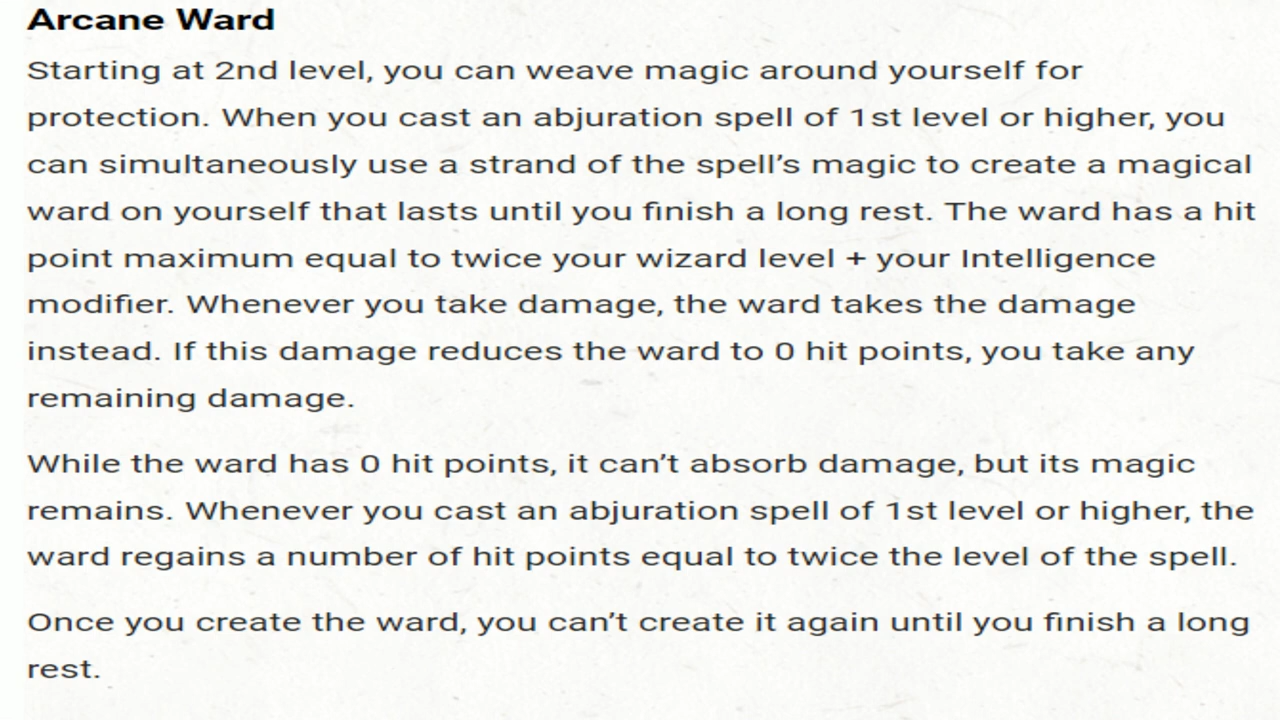 Arcane Ward
Starting at 2nd level, you can weave magic around yourself for
protection. When you cast an abjuration spell of 1st level or higher, you
can simultaneously use a strand of the spell’s magic to create a magical
ward on yourself that lasts until you finish a long rest. The ward has a hit
point maximum equal to twice your wizard level + your Intelligence
modifier. Whenever you take damage, the ward takes the damage
instead. If this damage reduces the ward to 0 hit points, you take any
remaining damage.
While the ward has 0 hit points, it can’t absorb damage, but its magic
remains. Whenever you cast an abjuration spell of 1st level or higher, the
ward regains a number of hit points equal to twice the level of the spell.
Once you create the ward, you can’t create it again until you finish a long
rest.